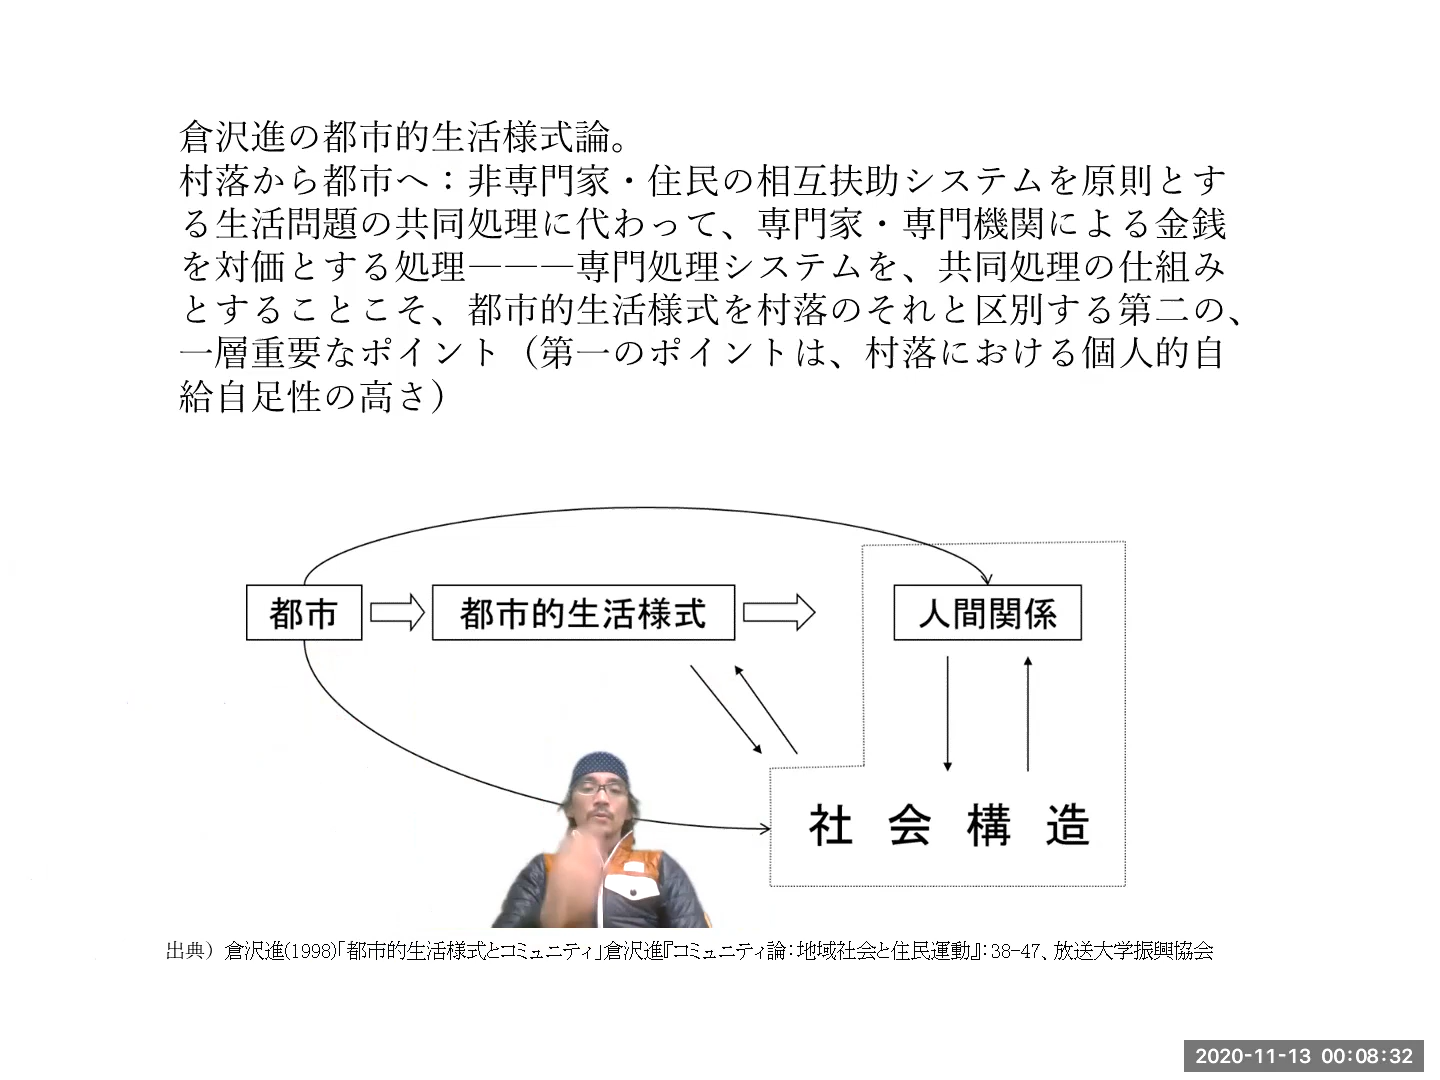 倉沢進の都市的生活様式論。
村落から都市へ：非専門家・住民の相互扶助システムを原則とす
る生活問題の共同処理に代わって、専門家・専門機関による金銭
を対価とする処理―――専門処理システムを、共同処理の仕組み
とすることこそ、都市的生活様式を村落のそれと区別する第二の、
一層重要なポイント（第一のポイントは、村落における個人的自
給自足性の高さ）
都市
都市的生活様式
人間関係
社会構造
出典）倉沢進(1998)「都市的生活様式とコミュニティ」倉沢進『コミュニティ論：地域社会と住民運動』：38-47、放送大学振興協会
2020-11-13 00:08:32